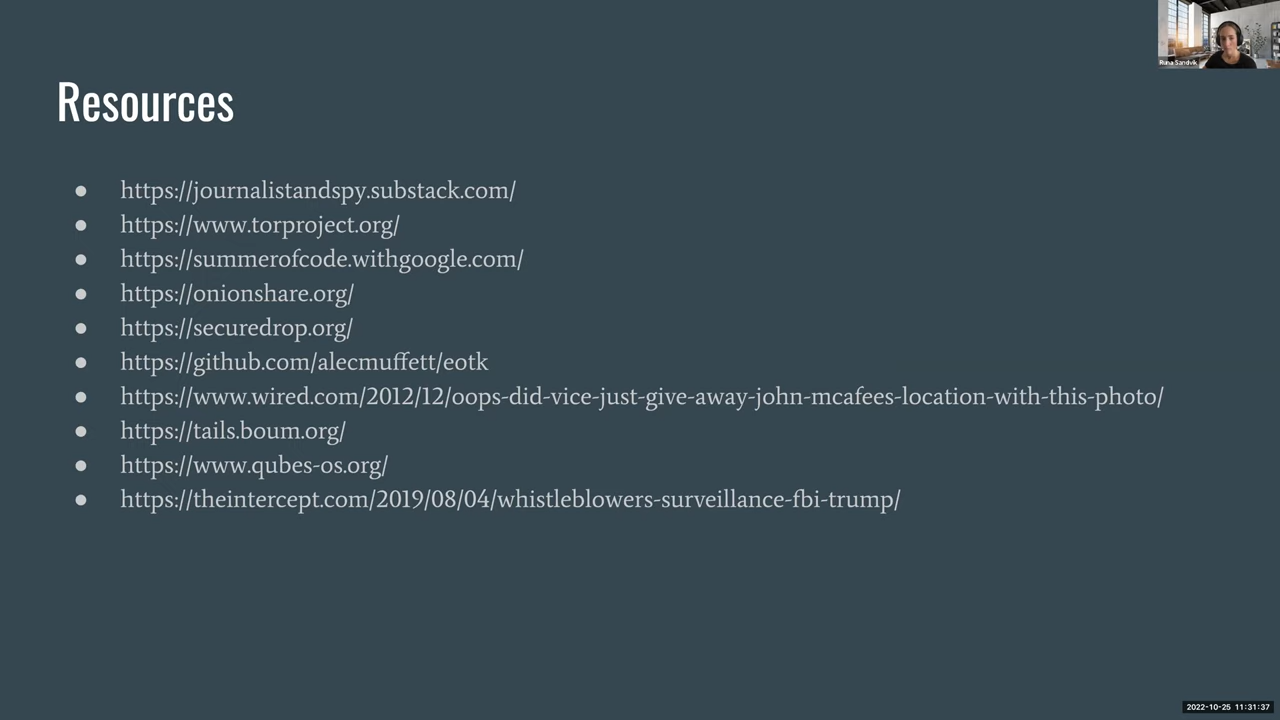 Runa Sandvik
Resources
https://journalistandspy.substack.com/
https://www.torproject.org/
https://summerofcode.withgoogle.com/
https://onionshare.org/
https://securedrop.org/
https://github.com/alecmuffett/eotk
https://www.wired.com/2012/12/oops-did-vice-just-give-away-john-mcafees-location-with-this-photo/
https://tails.boum.org/
https://www.qubes-os.org/
https://theintercept.com/2019/08/04/whistleblowers-surveillance-fbi-trump/
2022-10-25 11:31:37